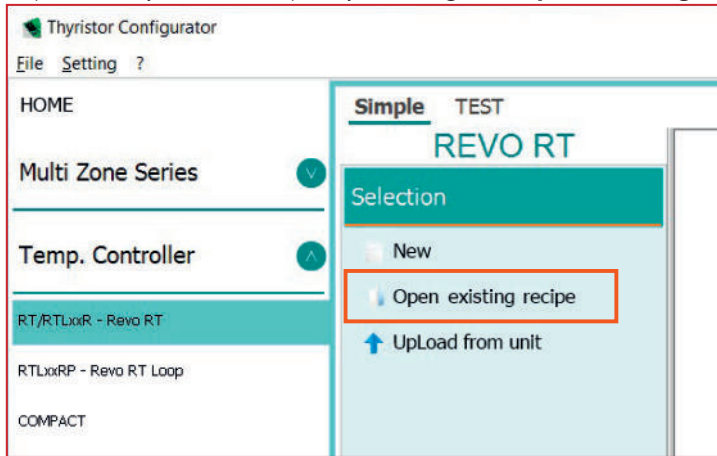 Thyristor Configurator
File Setting ?
HOME
Multi Zone Series
Temp. Controller
RT/RTLxxR - Revo RT
RTLxxRP - Revo RT Loop
COMPACT
Simple TEST
REVO RT
Selection
New
Open existing recipe
UpLoad from unit